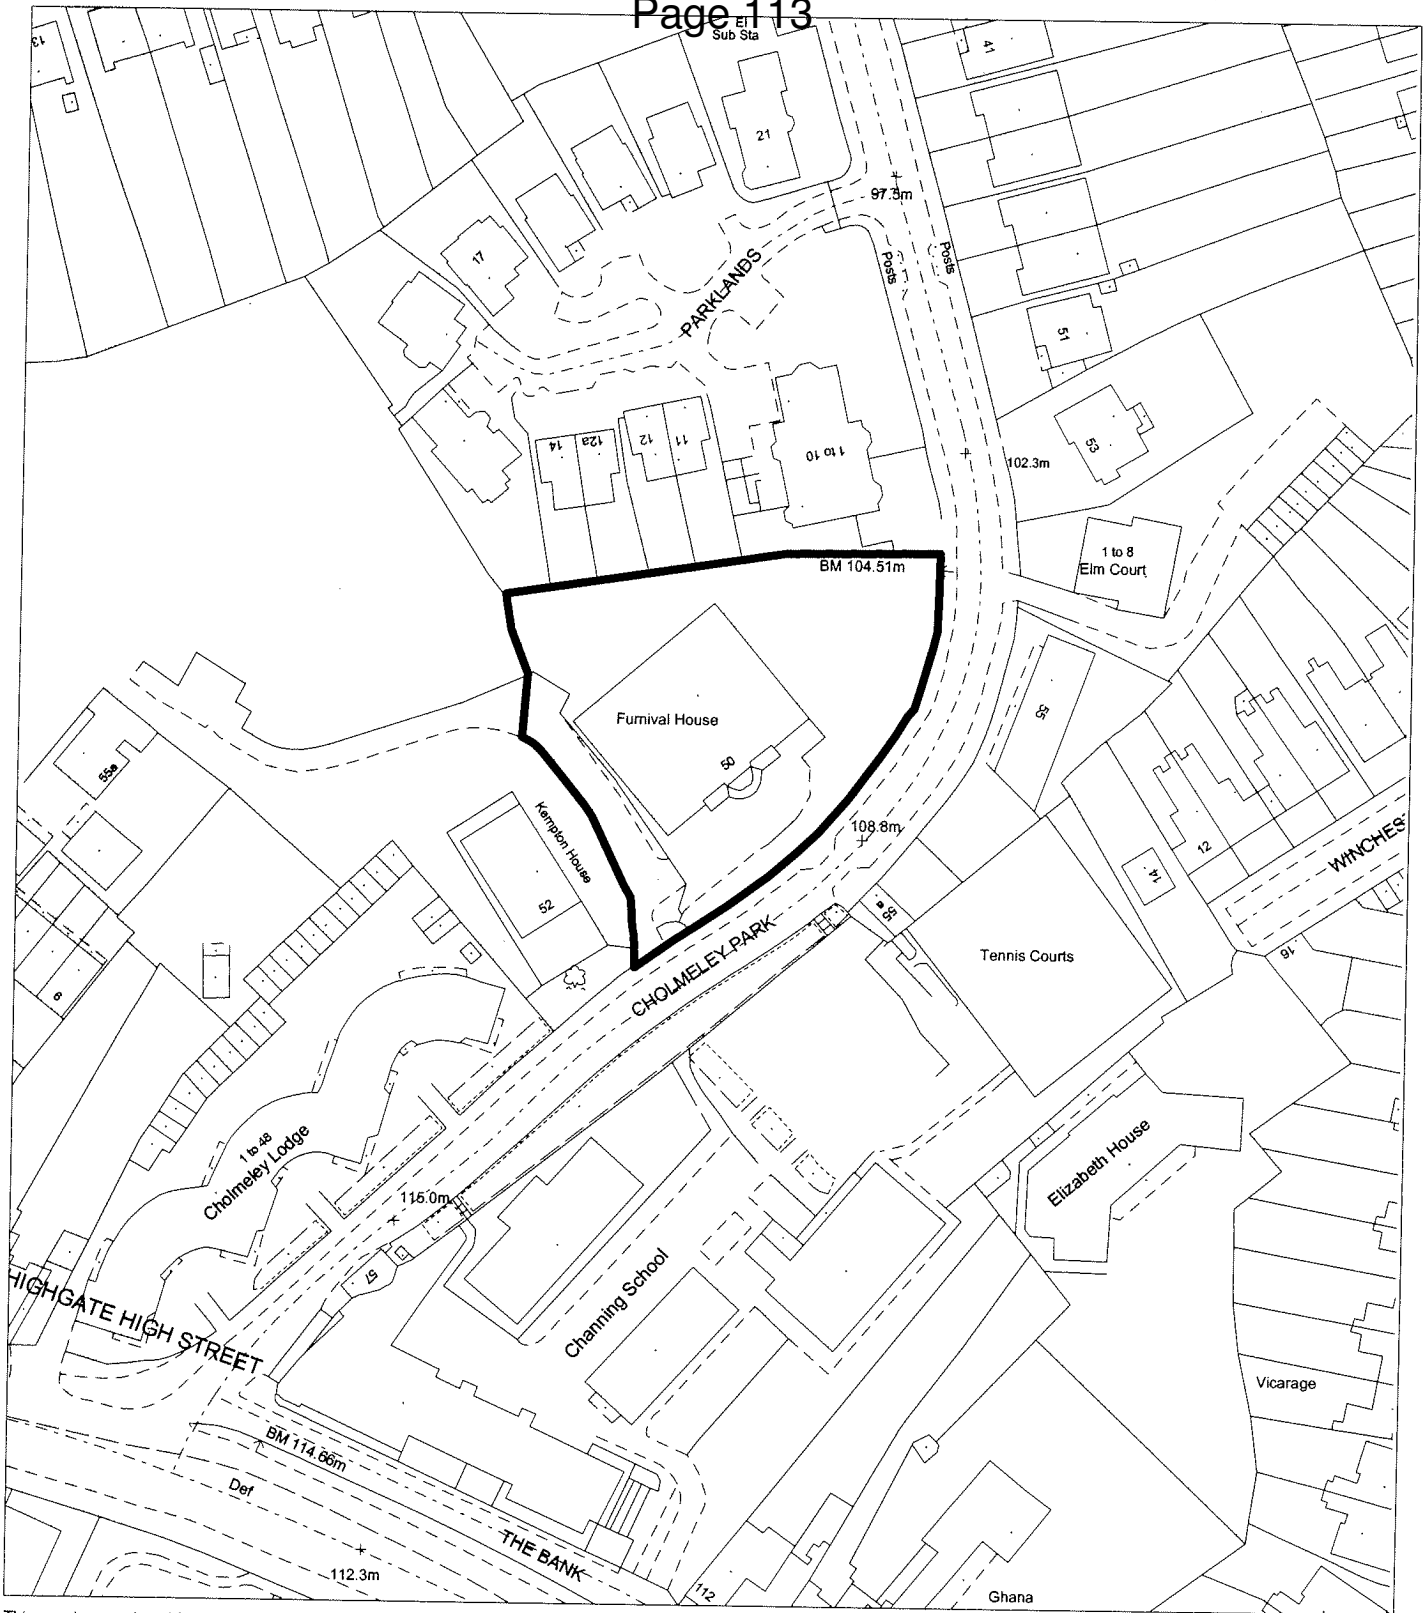 Page 113
El
Sub Sta
13
41
21
97.5m
17
PARKLANDS
Posts
Posts
51
53
14
12a
12
11
1 to 10
102.3m
1 to 8
Elm Court
BM 104.51m
Furnival House
50
55
55a
Kempton House
52
108.8m
12
14
WINCHES
16
55a
Tennis Courts
CHOLMELEY PARK
6
1 to 48
Cholmeley Lodge
115.0m
57
Elizabeth House
Channing School
HIGHGATE HIGH STREET
Vicarage
BM 114.66m
Def
THE BANK
112.3m
112
Ghana